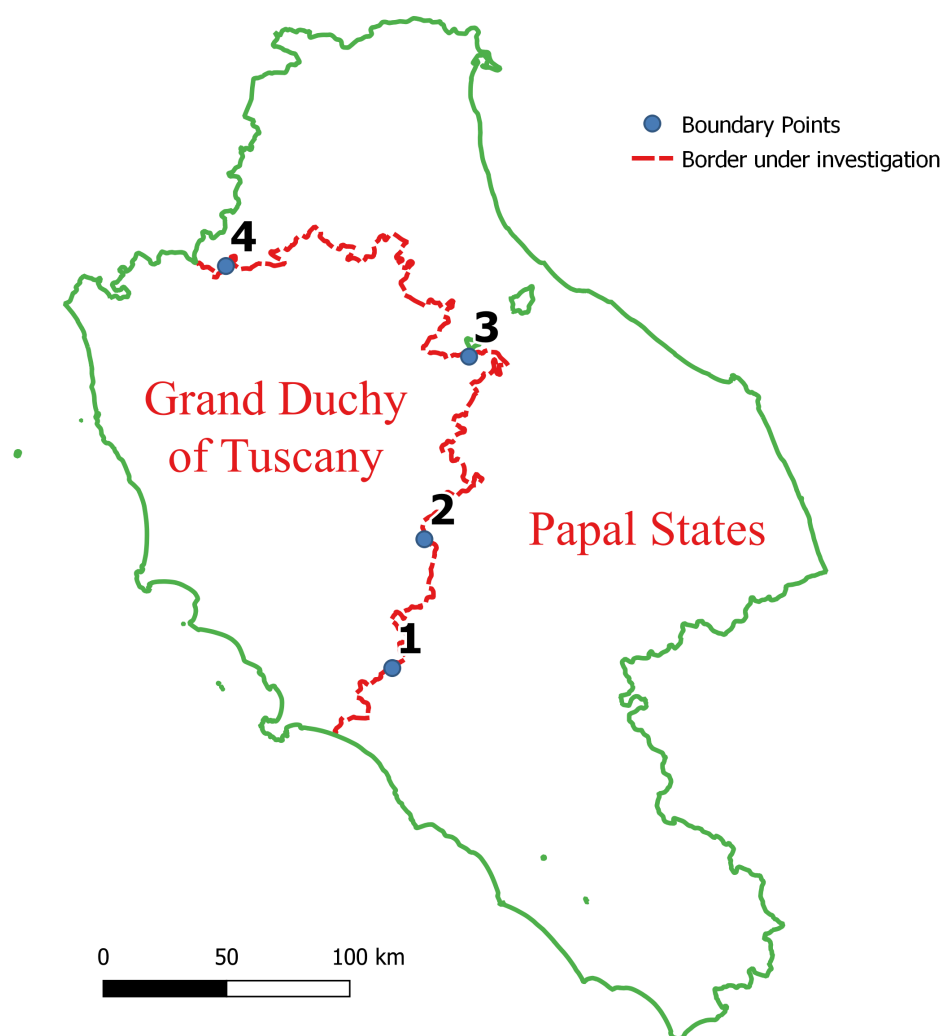 Boundary Points
Border under investigation
4
3
Grand Duchy
of Tuscany
2
Papal States
1
0 50 100 km